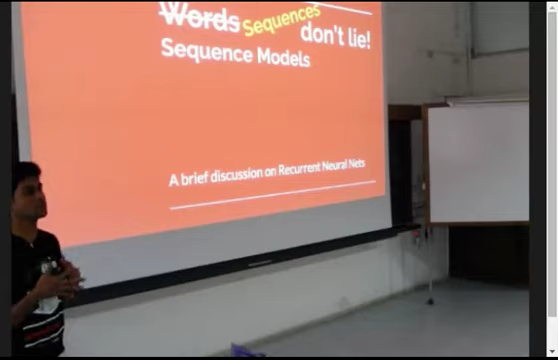 Words Sequences
don't lie!
Sequence Models
A brief discussion on Recurrent Neural Nets